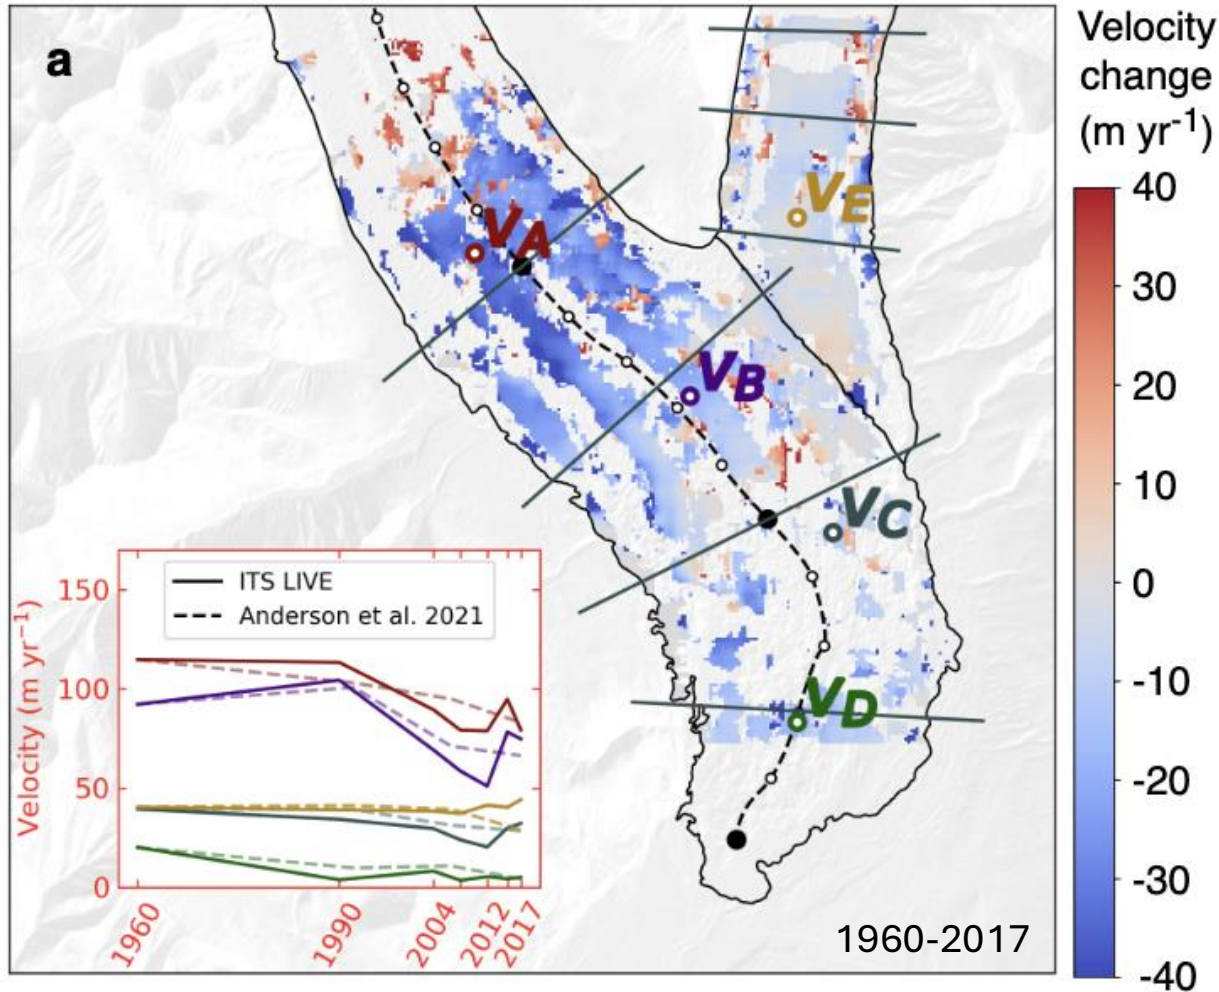 a
Velocity
change
(m yr⁻¹)
40
30
20
10
0
-10
-20
-30
-40
VA
VE
VB
VC
VD
ITS LIVE
Anderson et al. 2021
Velocity (m yr⁻¹)
150
100
50
0
1960
1990
2004
2012
2017
1960-2017